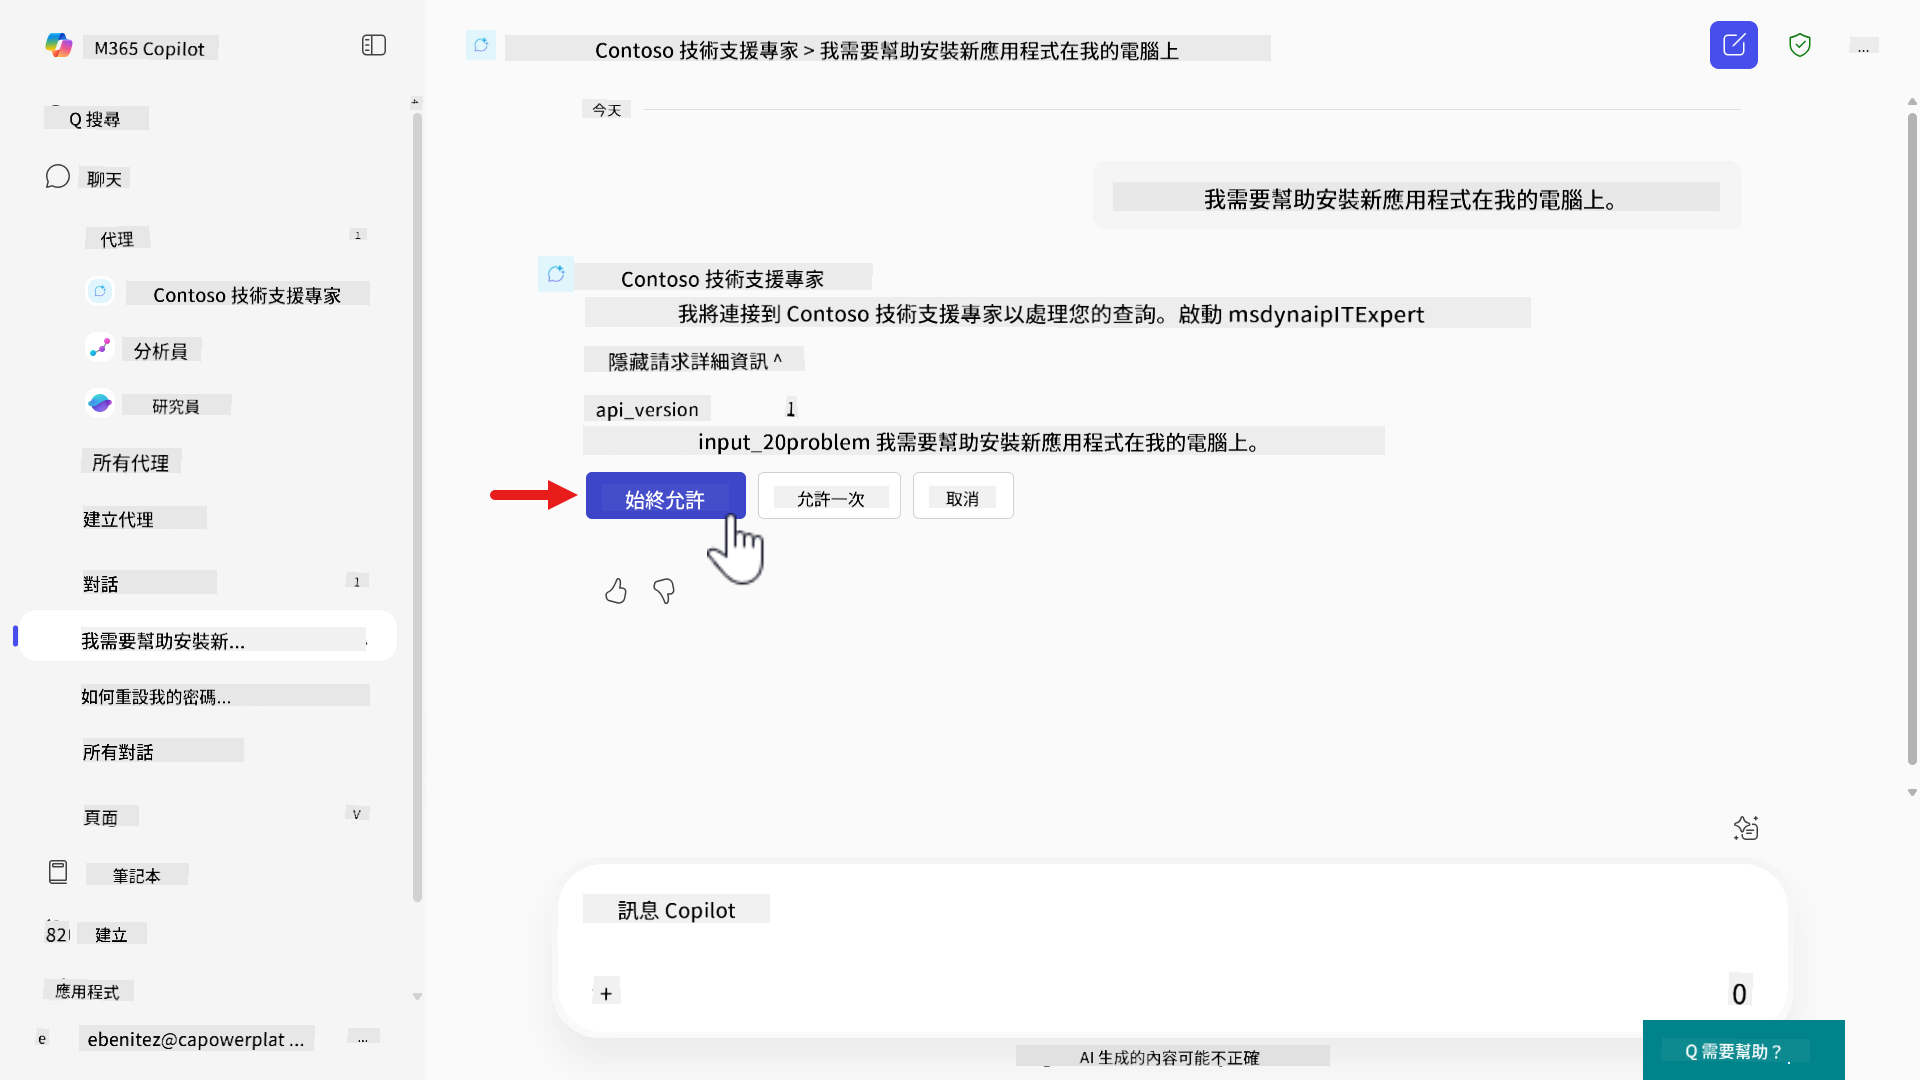 M365 Copilot
Q 搜尋
聊天
代理
1
Contoso 技術支援專家
分析員
研究員
所有代理
建立代理
對話
1
我需要幫助安裝新...
如何重設我的密碼...
所有對話
頁面
V
筆記本
82
建立
應用程式
e
ebenitez@capowerplat ...
...
Contoso 技術支援專家 > 我需要幫助安裝新應用程式在我的電腦上
...
今天
我需要幫助安裝新應用程式在我的電腦上。
Contoso 技術支援專家
我將連接到 Contoso 技術支援專家以處理您的查詢。啟動 msdynaipITExpert
隱藏請求詳細資訊 ^
api_version 1
input_20problem 我需要幫助安裝新應用程式在我的電腦上。
始終允許
允許一次
取消
訊息 Copilot
+
0
AI 生成的內容可能不正確
Q 需要幫助？